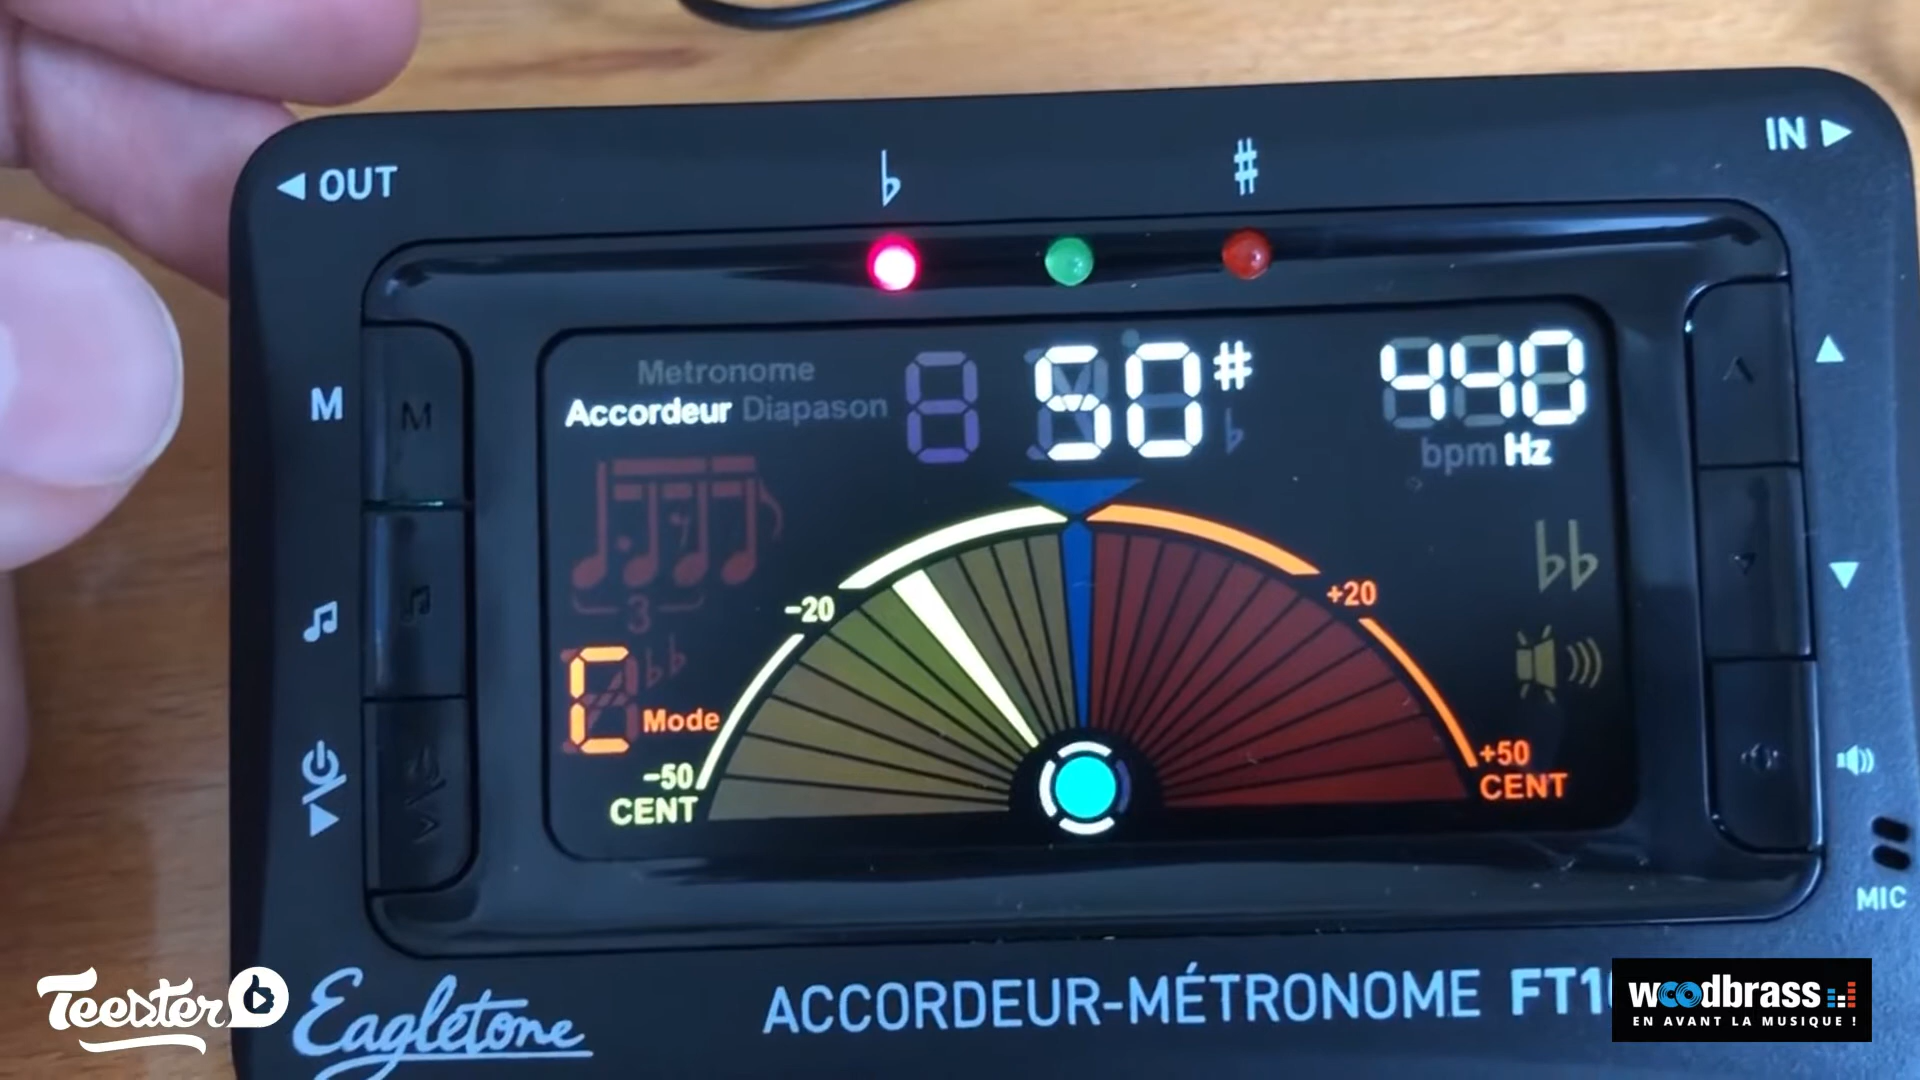 ◄ OUT
♭
#
IN ►
Metronome
Accordeur Diapason
50#
♭
440
bpm Hz
M
M
♭♭
-20
+20
3
♭♭
C Mode
-50
CENT
+50
CENT
MIC
Teester
Eagletone
ACCORDEUR-MÉTRONOME
woodbrass
EN AVANT LA MUSIQUE !